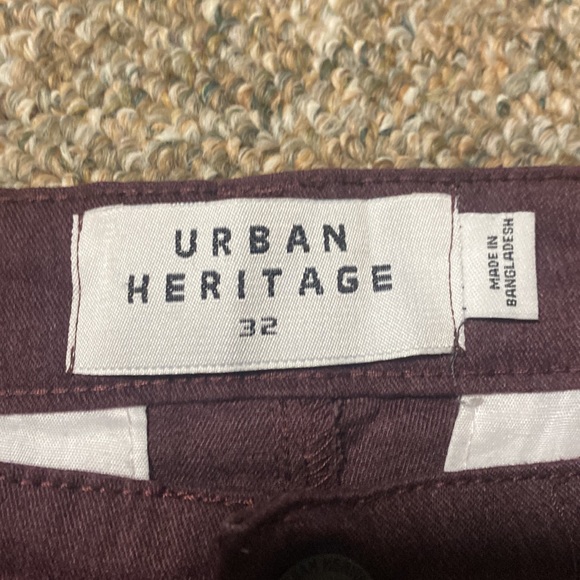 URBAN
HERITAGE
32
MADE IN
BANGLADESH